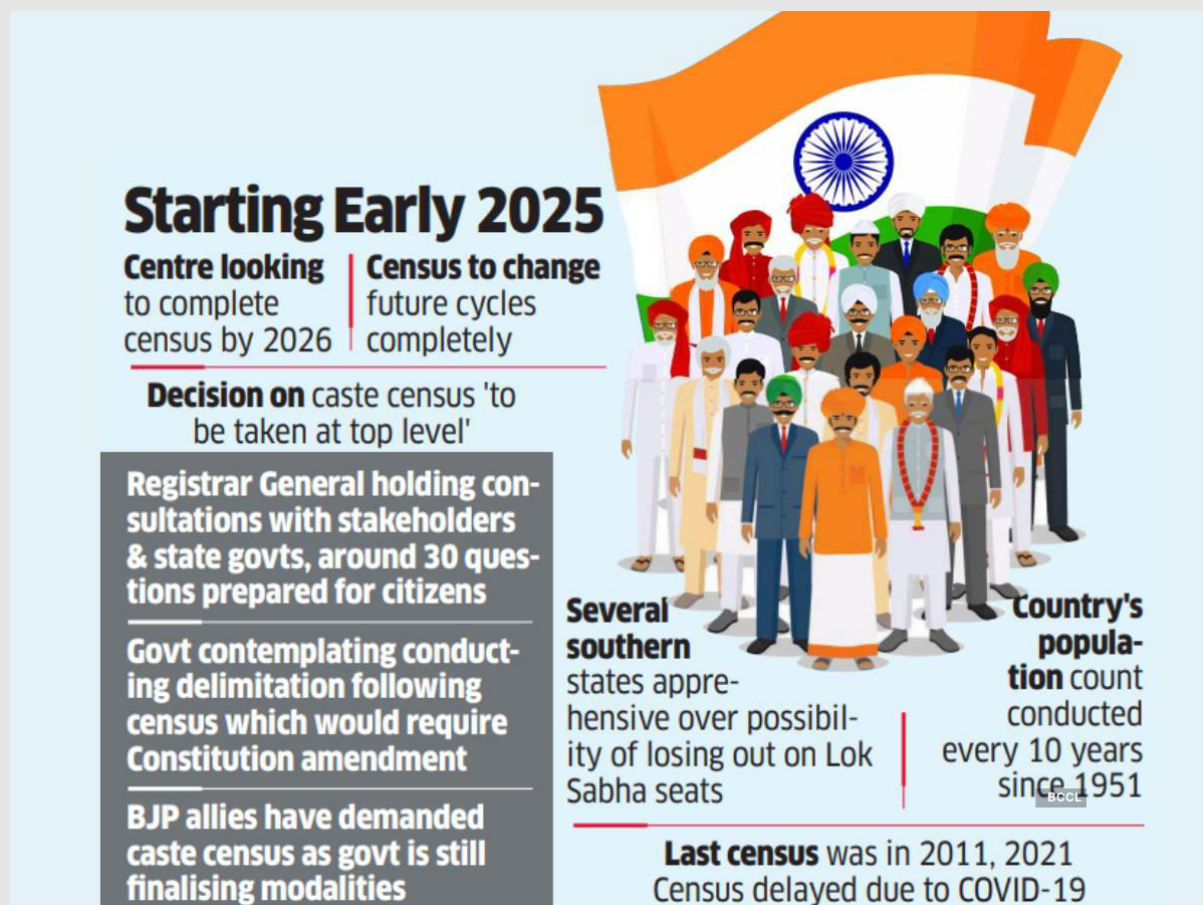 Starting Early 2025
Centre looking
to complete
census by 2026
Census to change
future cycles
completely
Decision on caste census 'to
be taken at top level'
Registrar General holding con-
sultations with stakeholders
& state govts, around 30 ques-
tions prepared for citizens
Govt contemplating conduct-
ing delimitation following
census which would require
Constitution amendment
BJP allies have demanded
caste census as govt is still
finalising modalities
Several
southern
states appre-
hensive over possibil-
ity of losing out on Lok
Sabha seats
Country's
popula-
tion count
conducted
every 10 years
since 1951
BCCL
Last census was in 2011, 2021
Census delayed due to COVID-19